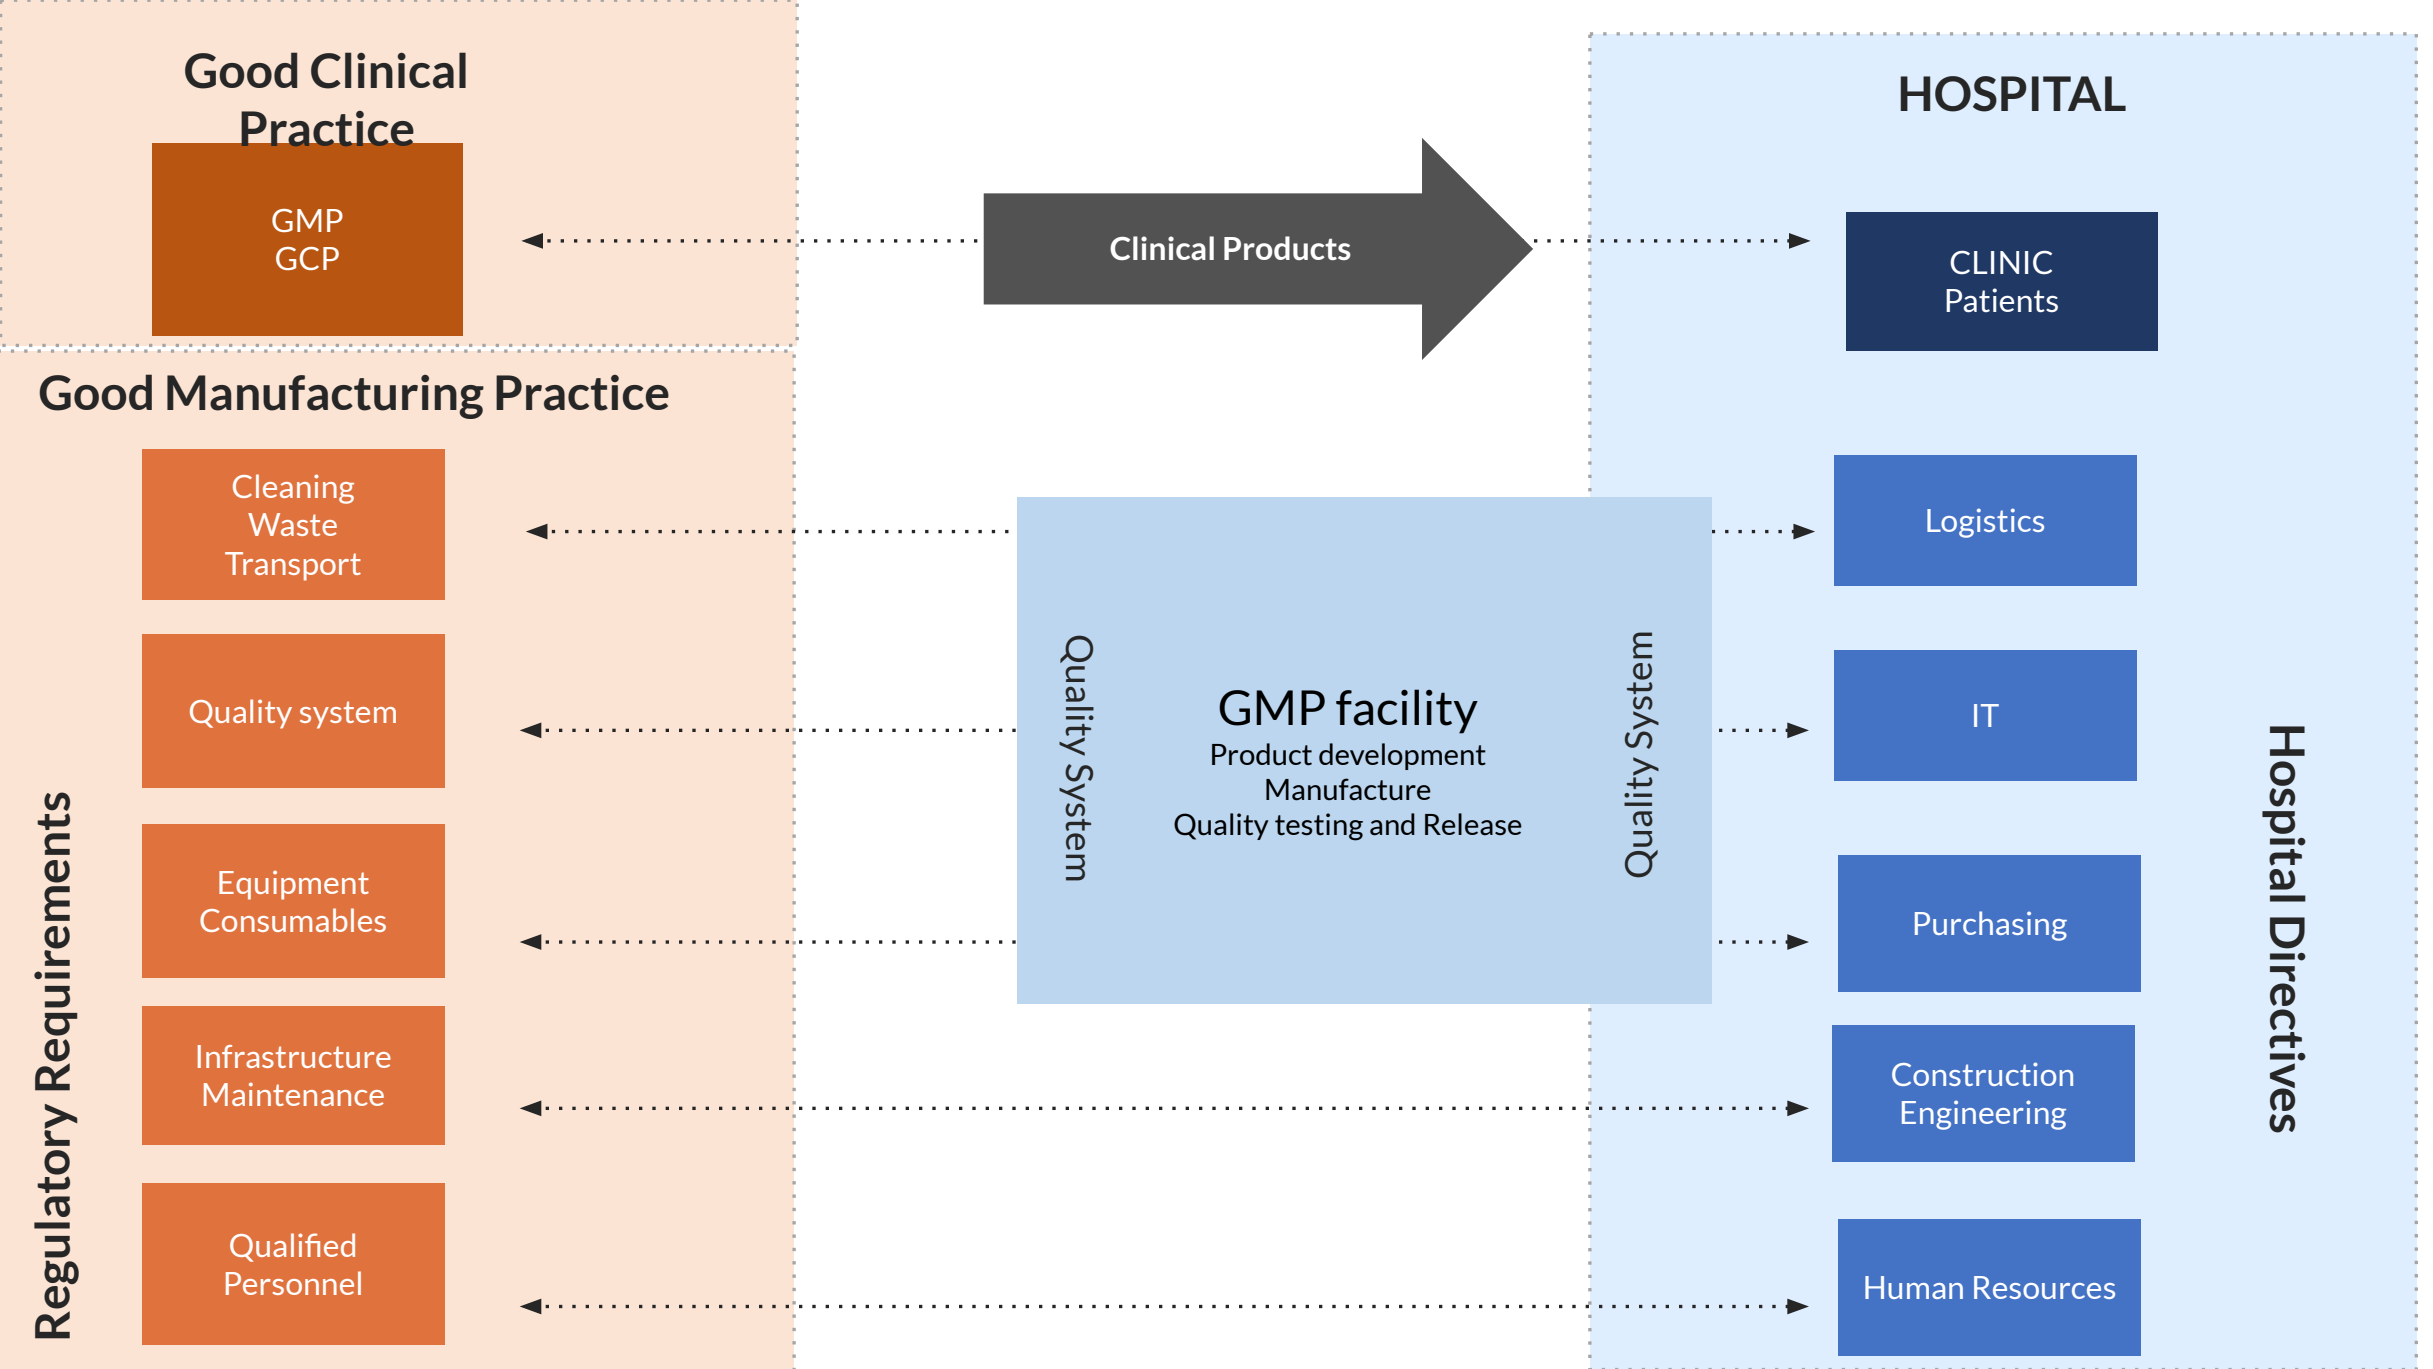 Good Clinical
Practice
GMP
GCP
Good Manufacturing Practice
Cleaning
Waste
Transport
Quality system
Equipment
Consumables
Infrastructure
Maintenance
Qualified
Personnel
Regulatory Requirements
Clinical Products
Quality System
GMP facility
Product development
Manufacture
Quality testing and Release
Quality System
HOSPITAL
CLINIC
Patients
Logistics
IT
Purchasing
Construction
Engineering
Human Resources
Hospital Directives